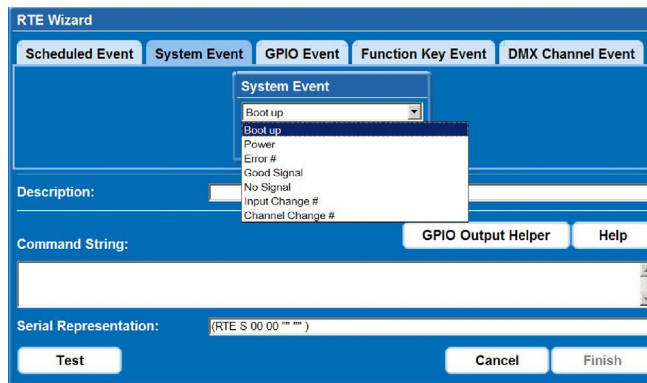 RTE Wizard
Scheduled Event System Event GPIO Event Function Key Event DMX Channel Event
System Event
Boot up
Boot up
Power
Error #
Good Signal
No Signal
Input Change #
Channel Change #
Description:
GPIO Output Helper Help
Command String:
Serial Representation: (RTE S 00 00 "" "" )
Test Cancel Finish